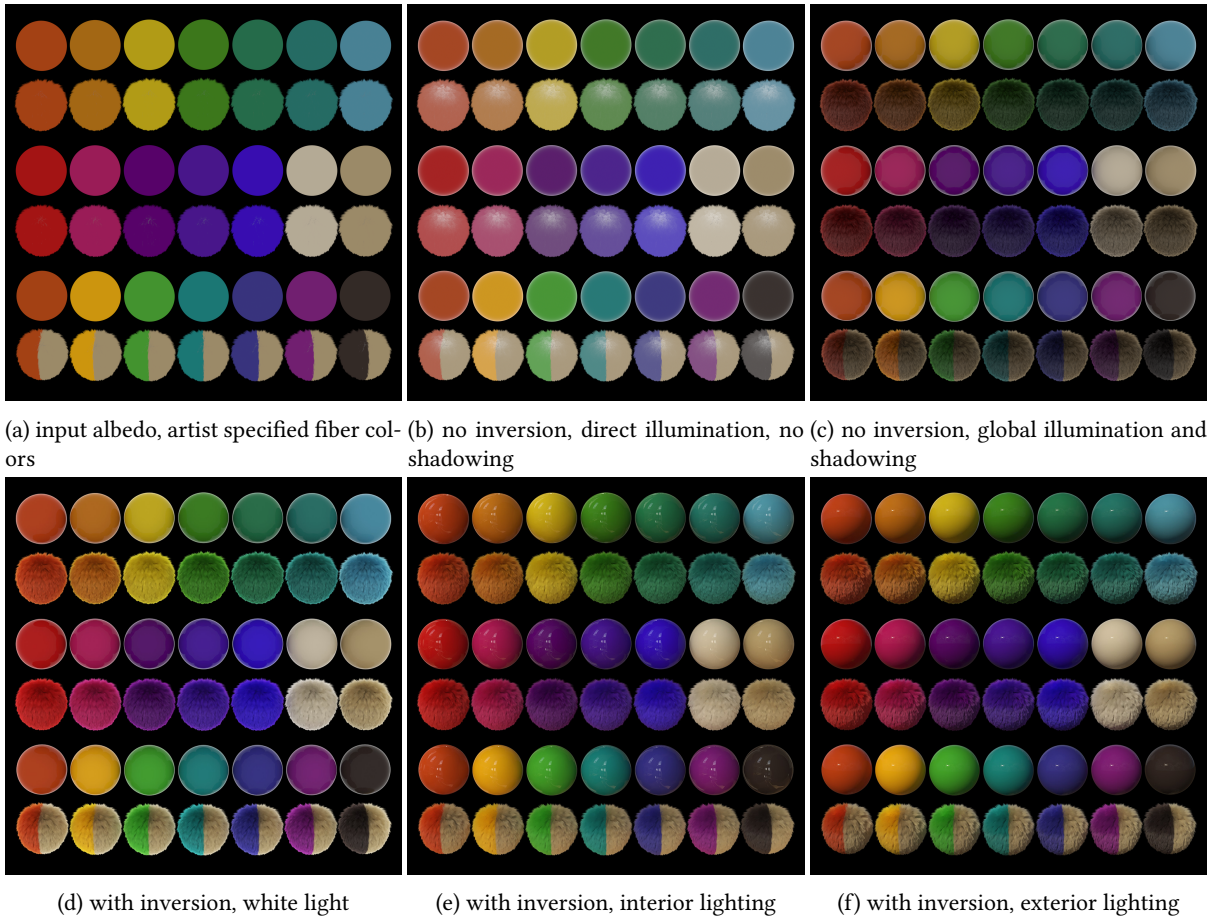 (a) input albedo, artist specified fiber col-
ors
(b) no inversion, direct illumination, no
shadowing
(c) no inversion, global illumination and
shadowing
(d) with inversion, white light
(e) with inversion, interior lighting
(f) with inversion, exterior lighting